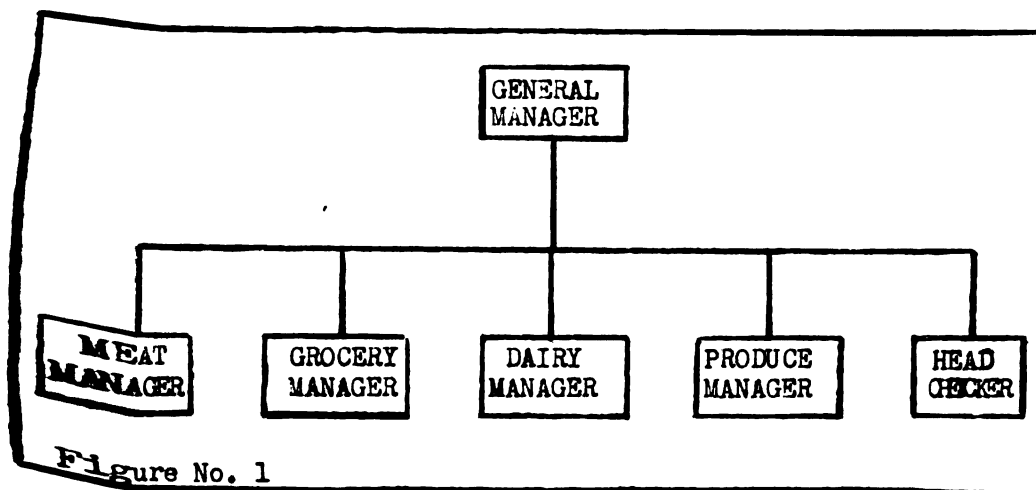 GENERAL
MANAGER
MEAT
MANAGER
GROCERY
MANAGER
DAIRY
MANAGER
PRODUCE
MANAGER
HEAD
CHECKER
Figure No. 1